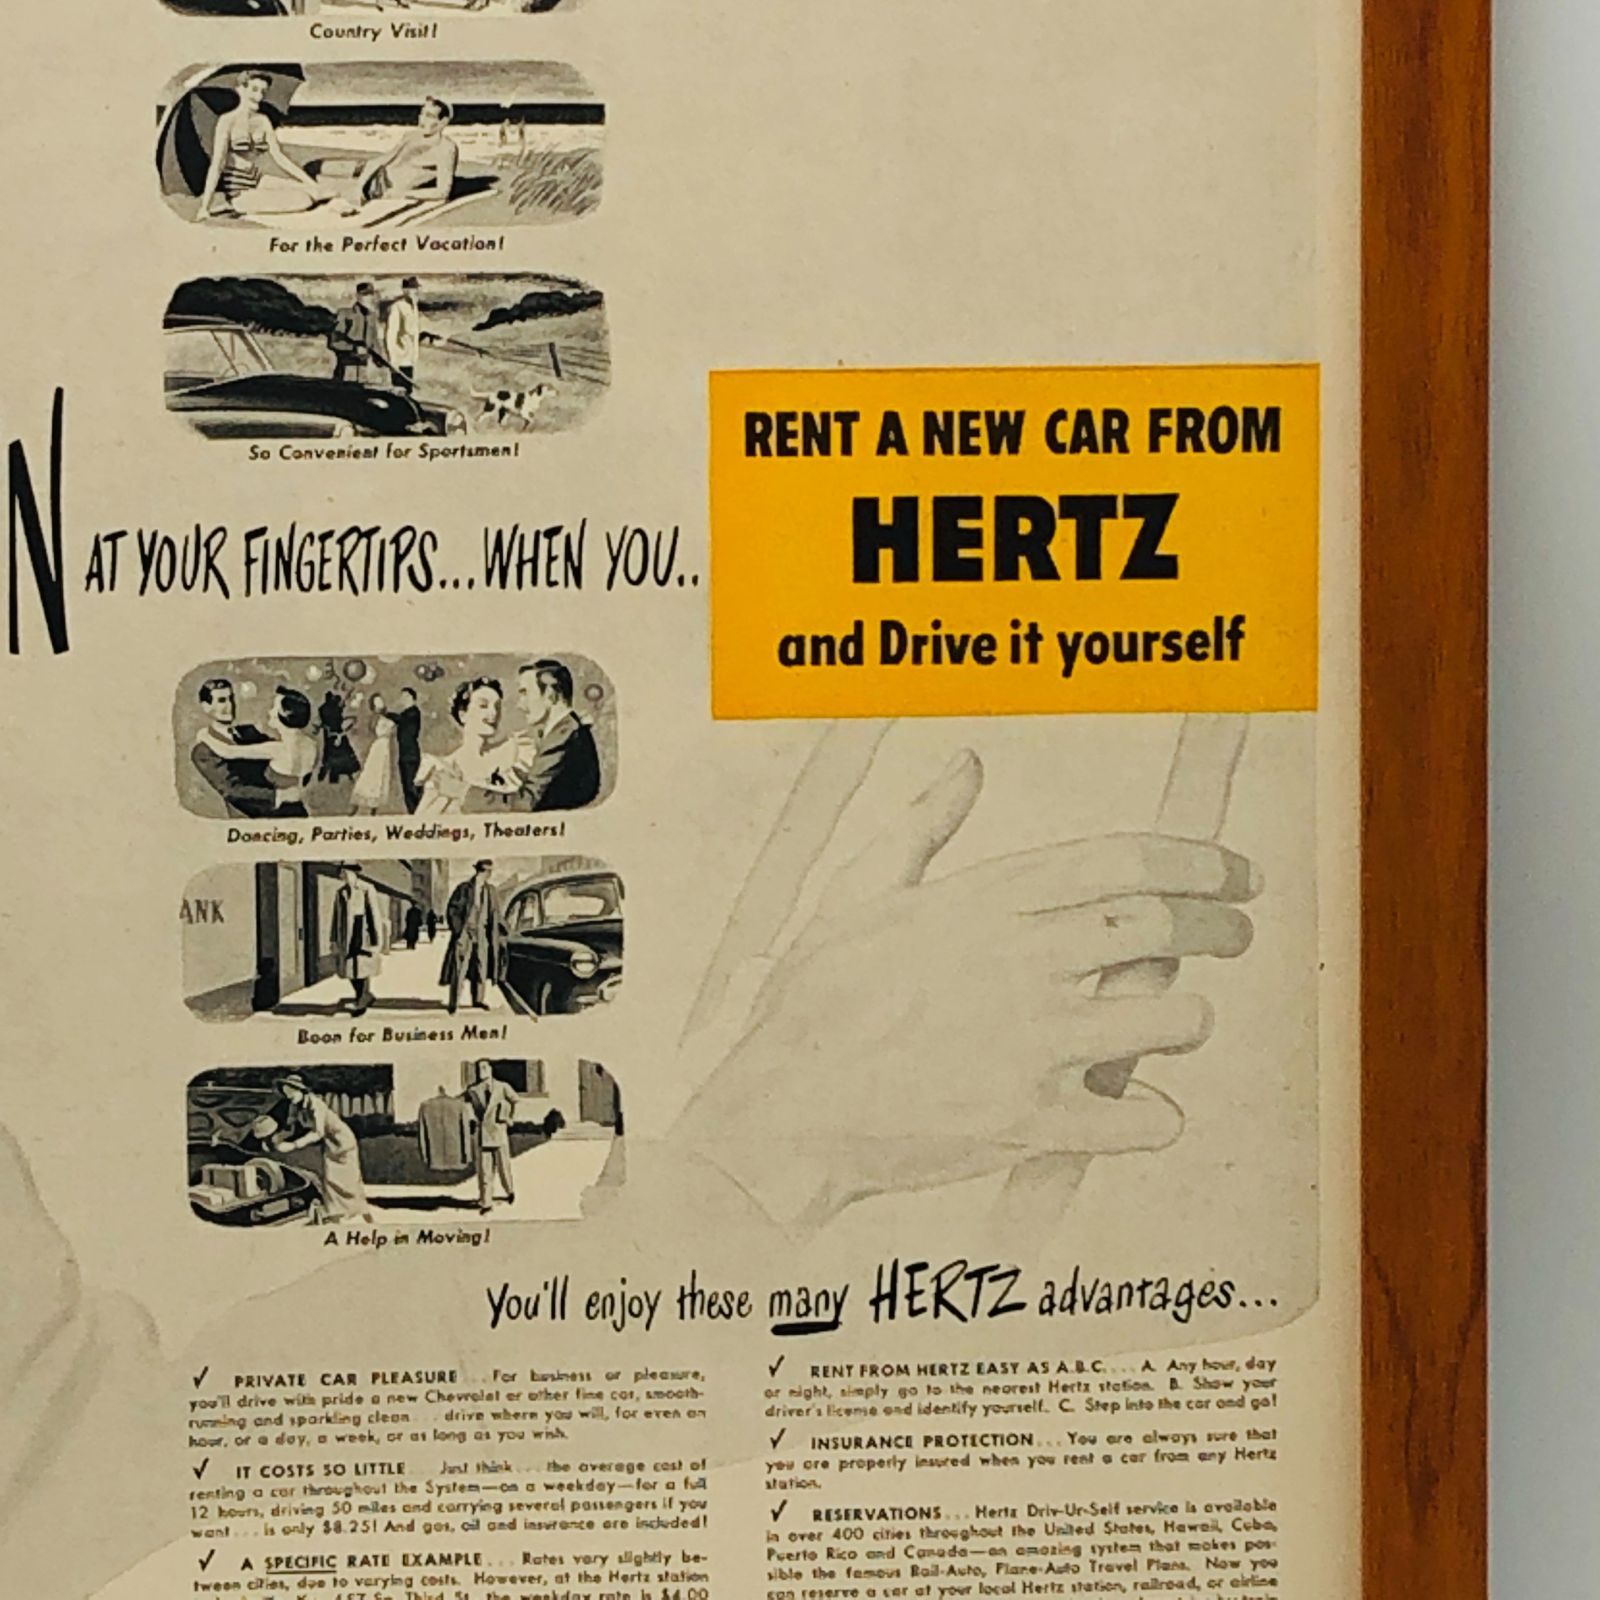 Country Visit!
For the Perfect Vacation!
So Convenient for Sportsmen!
N AT YOUR FINGERTIPS...WHEN YOU..
RENT A NEW CAR FROM
HERTZ
and Drive it yourself
Dancing, Parties, Weddings, Theaters!
ANK
Boon for Business Men!
A Help in Moving!
You'll enjoy these many HERTZ advantages...
✓ PRIVATE CAR PLEASURE ... For business or pleasure,
you'll drive with pride a new Chevrolet or other fine car, smooth-
running and sparkling clean ... drive where you will, for even an
hour, or a day, a week, or as long as you wish.
✓ IT COSTS SO LITTLE ... Just think ... the average cost of
renting a car throughout the System—on a weekday—for a full
12 hours, driving 50 miles and carrying several passengers if you
want ... is only $8.25! And gas, oil and insurance are included!
✓ A SPECIFIC RATE EXAMPLE ... Rates vary slightly be-
tween cities, due to varying costs. However, at the Hertz station
457 So. Third St., the weekday rate is $4.00
✓ RENT FROM HERTZ EASY AS A.B.C.... A. Any hour, day
or night, simply go to the nearest Hertz station. B. Show your
driver's license and identify yourself. C. Step into the car and go!
✓ INSURANCE PROTECTION ... You are always sure that
you are properly insured when you rent a car from any Hertz
station.
✓ RESERVATIONS ... Hertz Driv-Ur-Self service is available
in over 400 cities throughout the United States, Hawaii, Cuba,
Puerto Rico and Canada—an amazing system that makes pos-
sible the famous Rail-Auto, Plane-Auto Travel Plans. Now you
can reserve a car at your local Hertz station, railroad, or airline